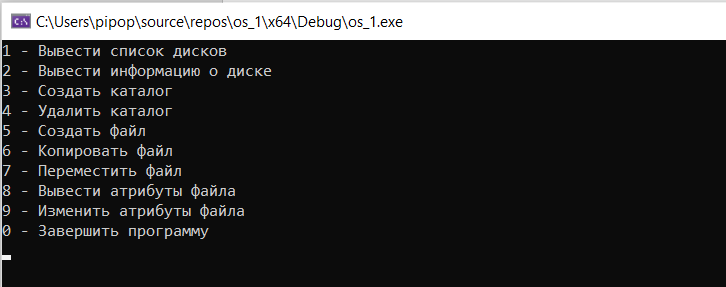 C:\Users\pipop\source\repos\os_1\x64\Debug\os_1.exe
1 - Вывести список дисков
2 - Вывести информацию о диске
3 - Создать каталог
4 - Удалить каталог
5 - Создать файл
6 - Копировать файл
7 - Переместить файл
8 - Вывести атрибуты файла
9 - Изменить атрибуты файла
0 - Завершить программу